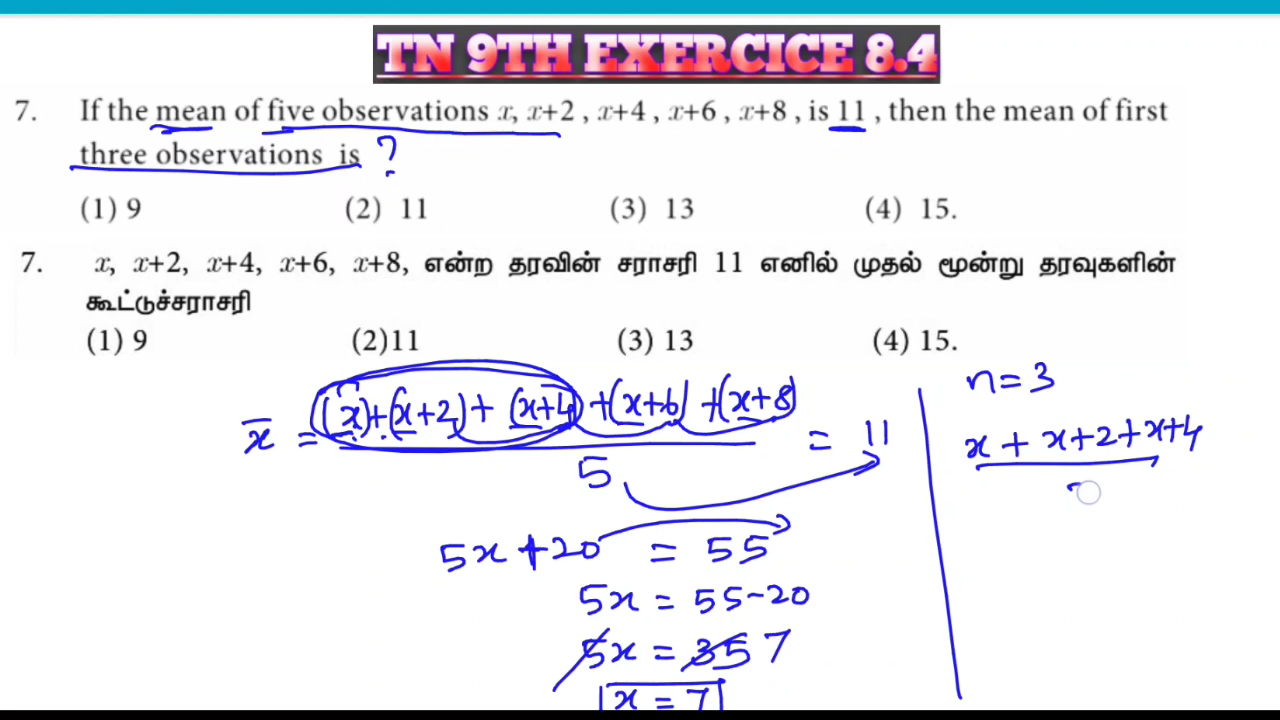 TN 9TH EXERCICE 8.4
7. If the mean of five observations x, x+2 , x+4 , x+6 , x+8 , is 11 , then the mean of first
three observations is ?
(1) 9 (2) 11 (3) 13 (4) 15.
7. x, x+2, x+4, x+6, x+8, என்ற தரவின் சராசரி 11 எனில் முதல் மூன்று தரவுகளின்
கூட்டுச்சராசரி
(1) 9 (2)11 (3) 13 (4) 15.
x̅ = (x)+(x+2)+(x+4)+(x+6)+(x+8) = 11
5
5x+20 = 55
5x = 55-20
5x = 35 7
x = 7
n=3
x + x+2+x+4